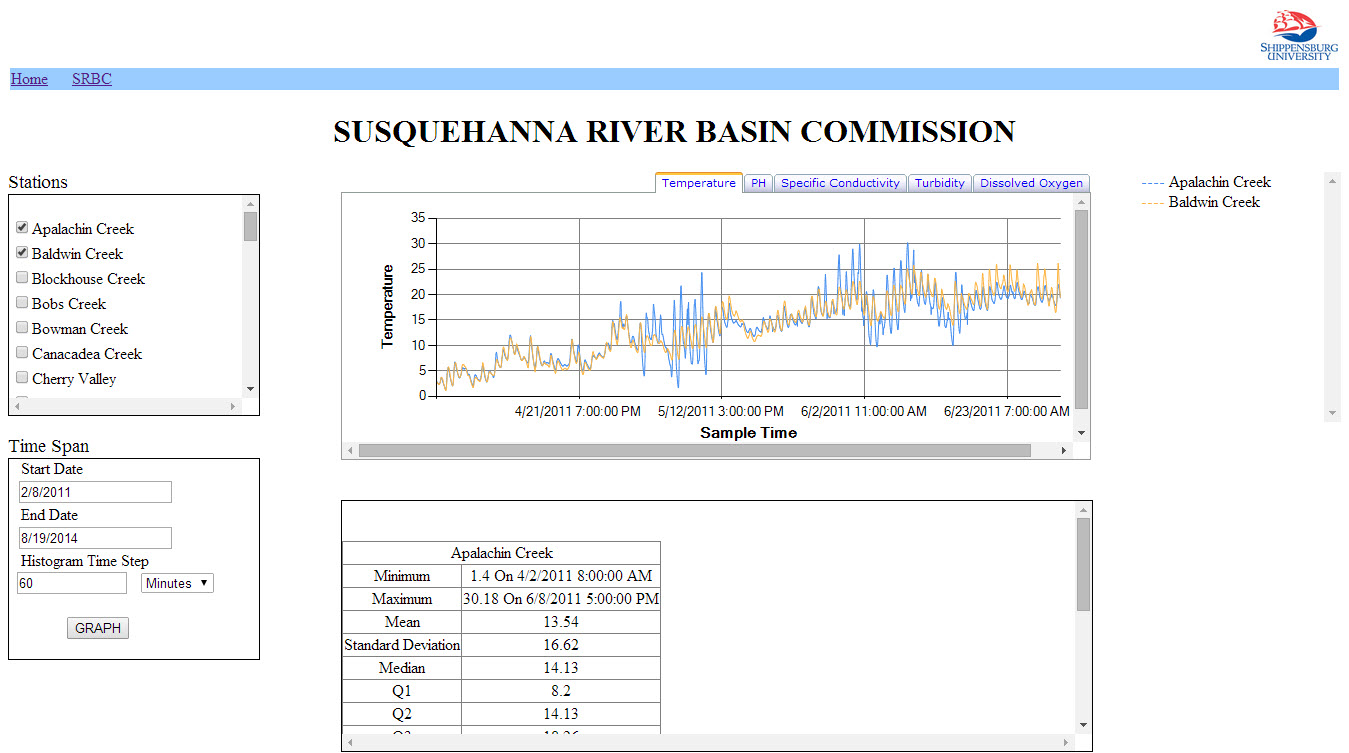 SHIPPENSBURG
UNIVERSITY
Home SRBC
SUSQUEHANNA RIVER BASIN COMMISSION
Stations
Apalachin Creek
Baldwin Creek
Blockhouse Creek
Bobs Creek
Bowman Creek
Canacadea Creek
Cherry Valley
Time Span
Start Date
2/8/2011
End Date
8/19/2014
Histogram Time Step
60 Minutes
GRAPH
Temperature PH Specific Conductivity Turbidity Dissolved Oxygen
35
30
25
20
15
10
5
0
Temperature
4/21/2011 7:00:00 PM 5/12/2011 3:00:00 PM 6/2/2011 11:00:00 AM 6/23/2011 7:00:00 AM
Sample Time
---- Apalachin Creek
---- Baldwin Creek
Apalachin Creek
Minimum 1.4 On 4/2/2011 8:00:00 AM
Maximum 30.18 On 6/8/2011 5:00:00 PM
Mean 13.54
Standard Deviation 16.62
Median 14.13
Q1 8.2
Q2 14.13